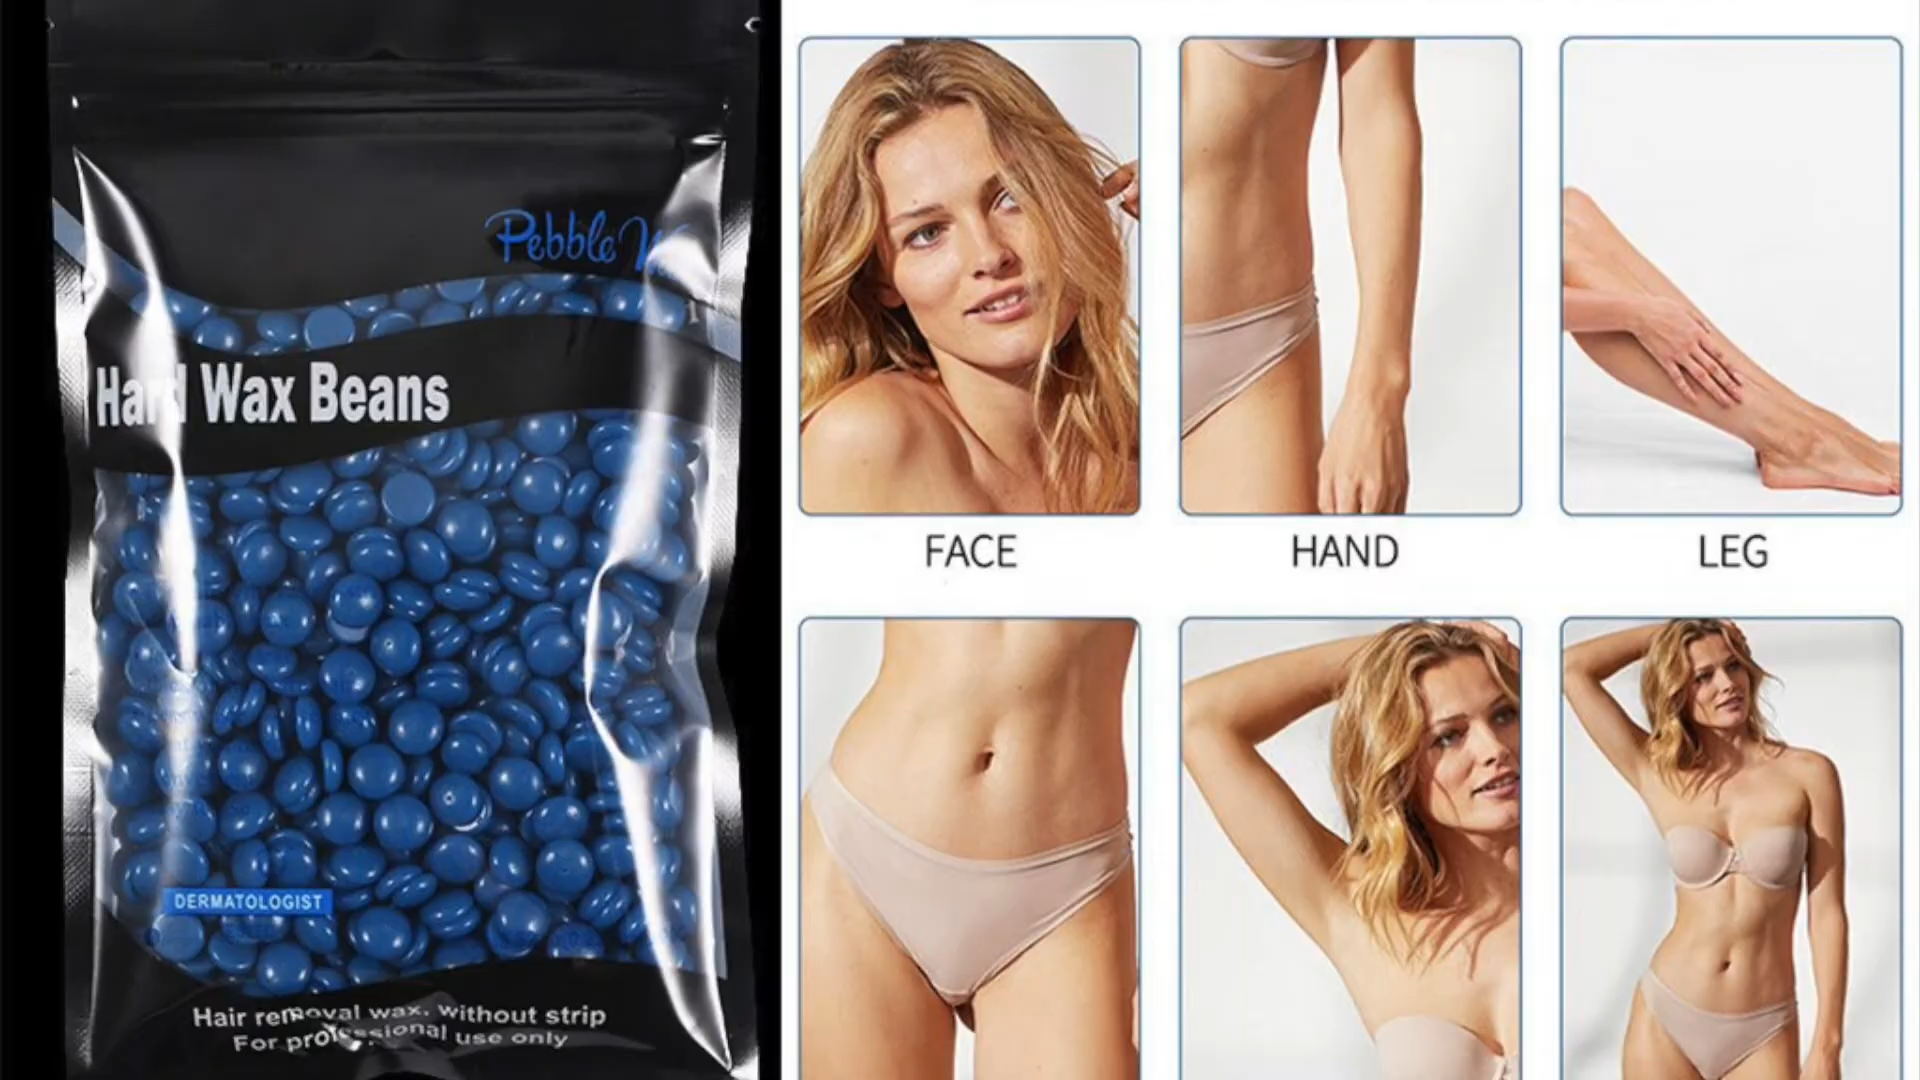 Pebble
Hard Wax Beans
DERMATOLOGIST
Hair removal wax, without strip
For professional use only
FACE
HAND
LEG